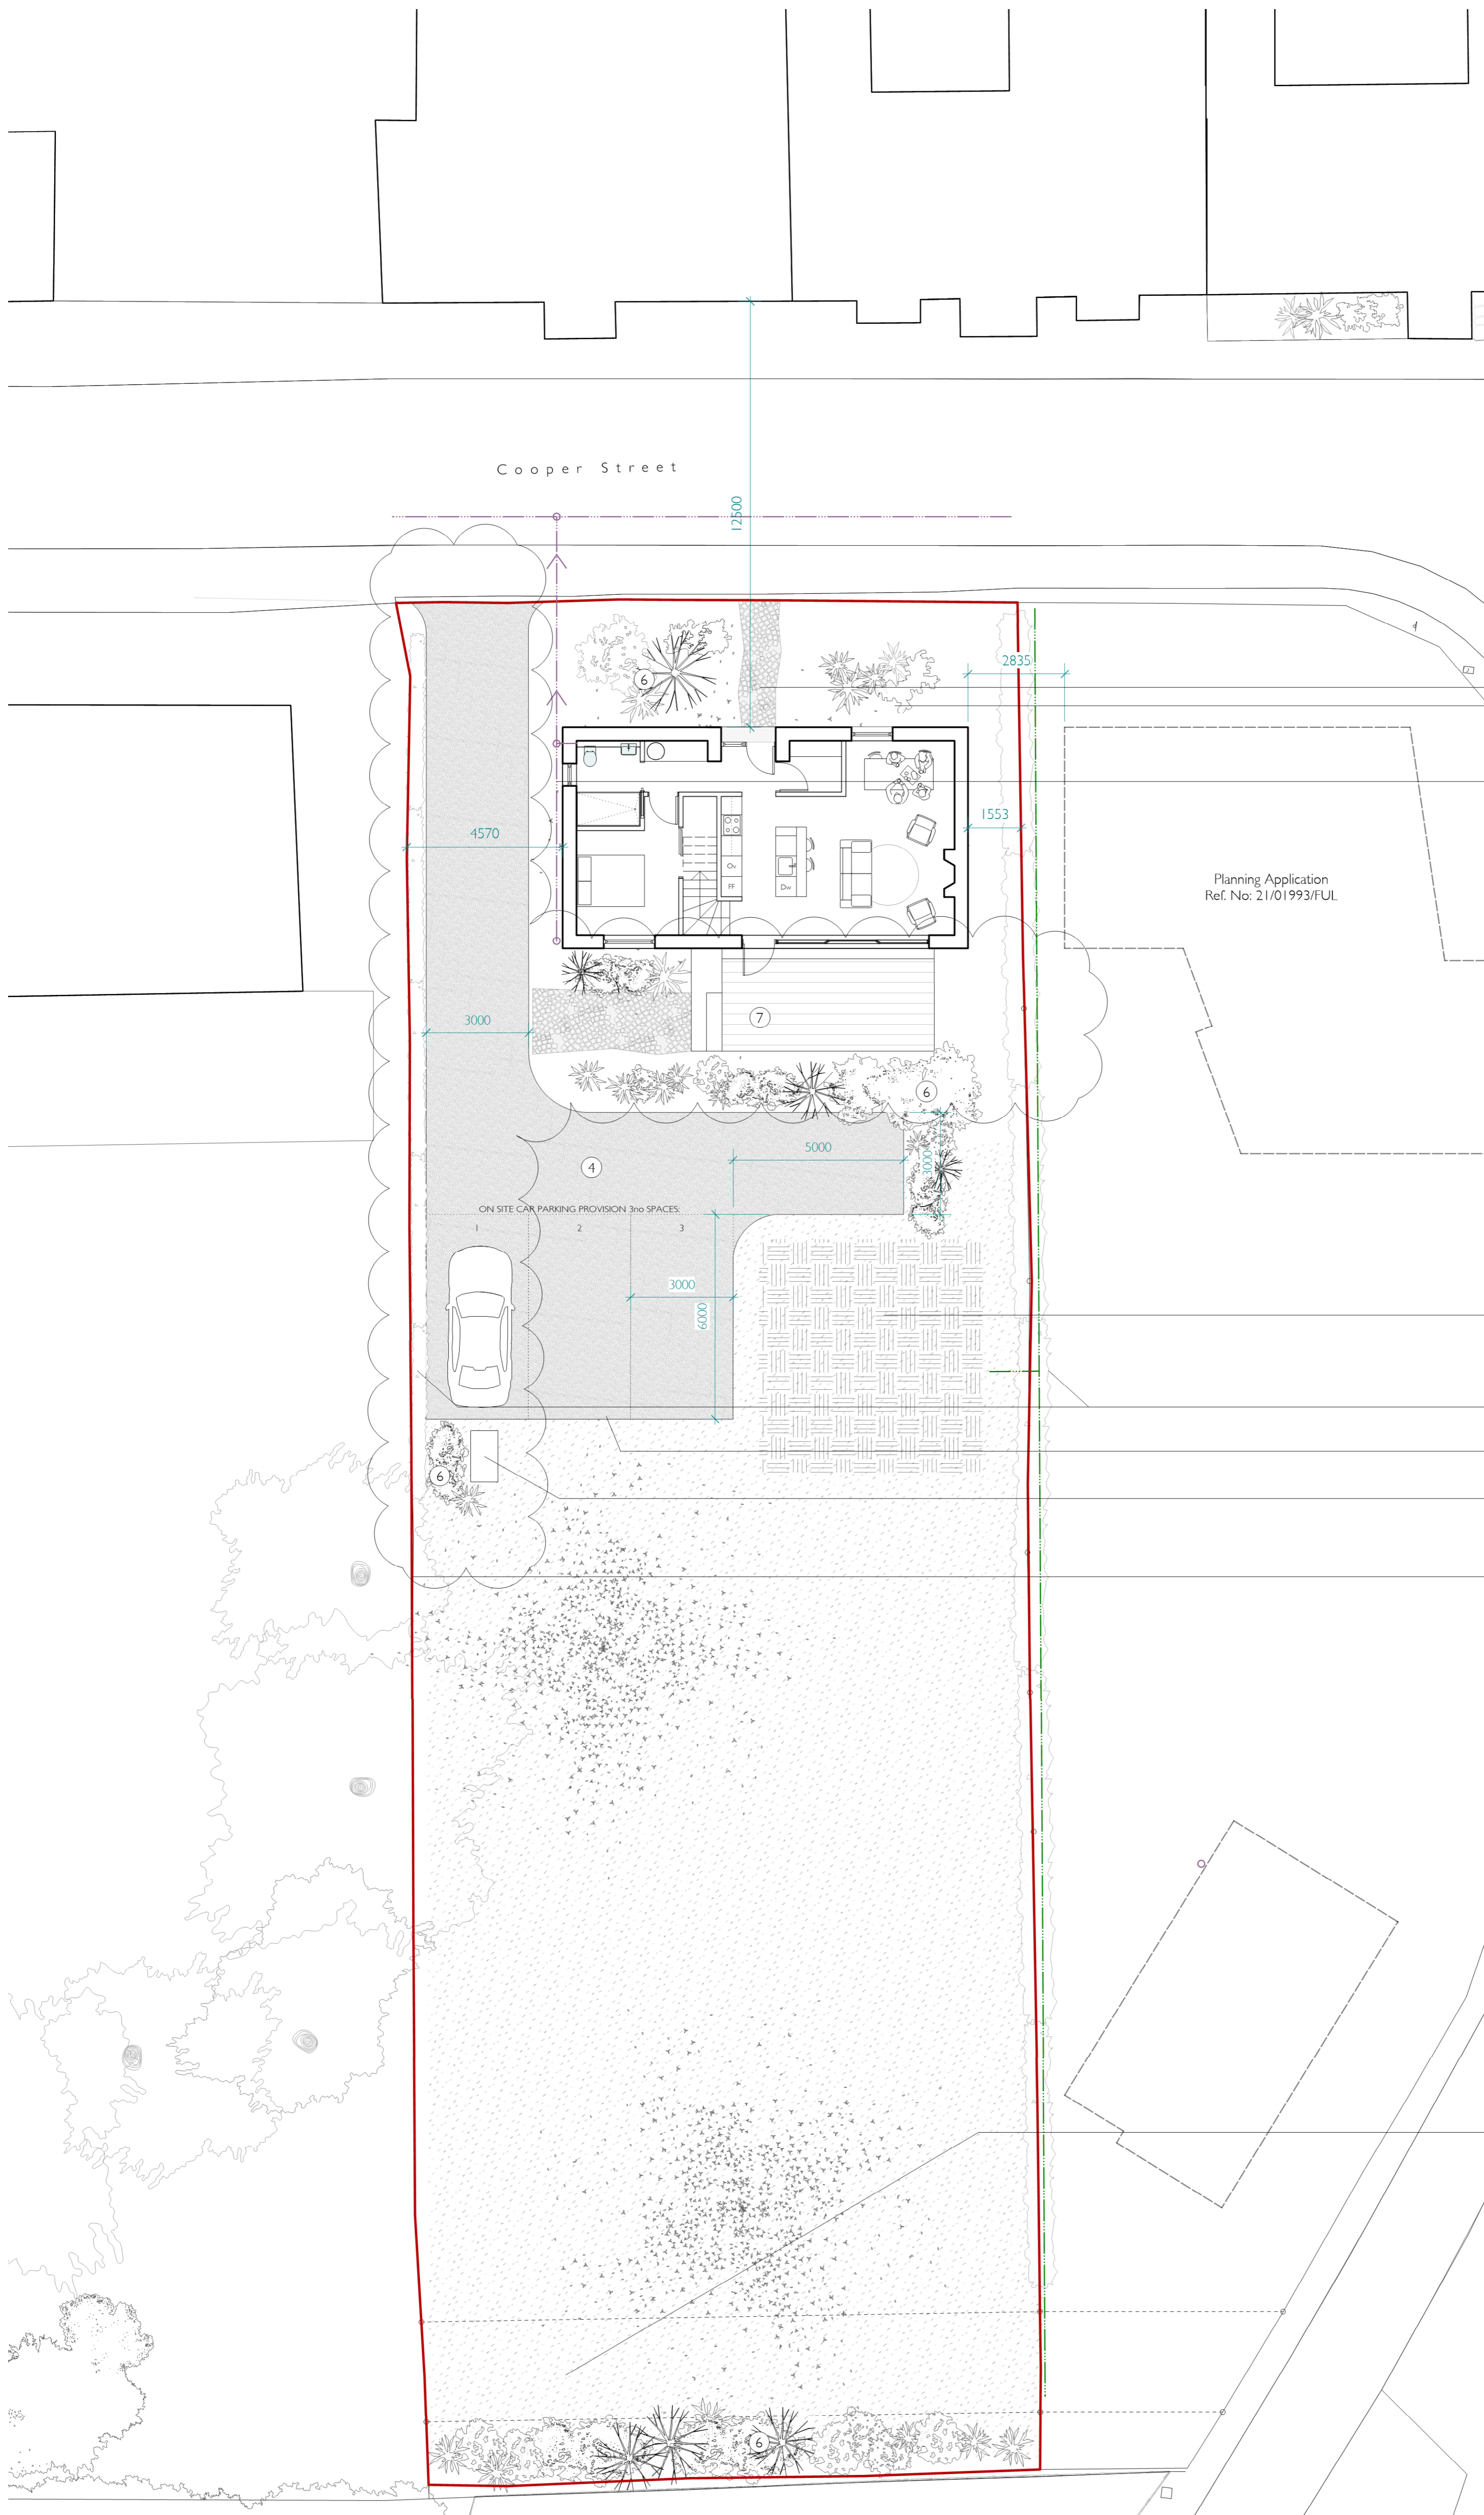 Cooper Street
12500
6
2835
4570
1553
Ov
FF
Dw
Planning Application
Ref. No: 21/01993/FUL
3000
7
6
5000
3000
4
ON SITE CAR PARKING PROVISION 3no SPACES:
1
2
3
3000
6000
6
6